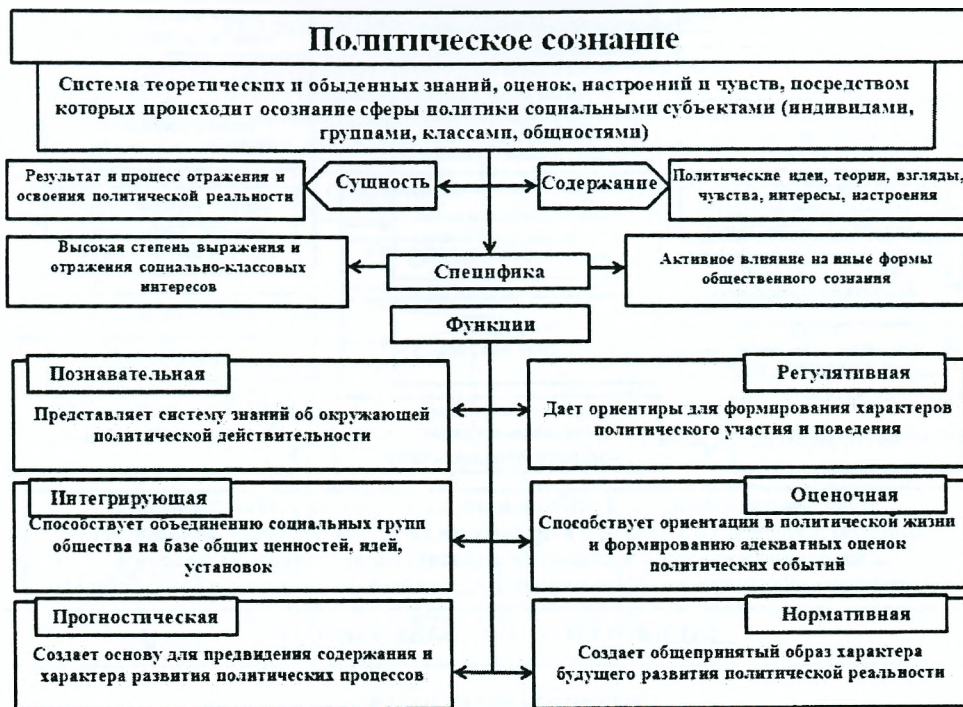 Политическое сознание
Система теоретических и обыденных знаний, оценок, настроений и чувств, посредством
которых происходит осознание сферы политики социальными субъектами (индивидами,
группами, классами, общностями)
Результат и процесс отражения и
освоения политической реальности
Сущность
Содержание
Политические идеи, теории, взгляды,
чувства, интересы, настроения
Высокая степень выражения и
отражения социально-классовых
интересов
Специфика
Активное влияние на иные формы
общественного сознания
Функции
Познавательная
Представляет систему знаний об окружающей
политической действительности
Регулятивная
Дает ориентиры для формирования характеров
политического участия и поведения
Интегрирующая
Способствует объединению социальных групп
общества на базе общих ценностей, идей,
установок
Оценочная
Способствует ориентации в политической жизни
и формированию адекватных оценок
политических событий
Прогностическая
Создает основу для предвидения содержания и
характера развития политических процессов
Нормативная
Создает общепринятый образ характера
будущего развития политической реальности